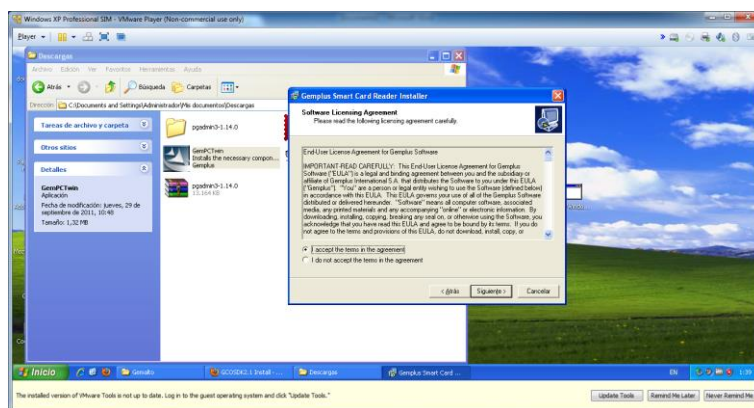 Windows XP Professional SIM - VMware Player (Non-commercial use only)
Player
Descargas
Archivo Edición Ver Favoritos Herramientas Ayuda
Atrás Búsqueda Carpetas
Dirección C:\Documents and Settings\Administrador\Mis documentos\Descargas
Tareas de archivo y carpeta
Otros sitios
Detalles
GemPCTwin
Aplicación
Fecha de modificación: jueves, 29 de
septiembre de 2011, 10:48
Tamaño: 1,32 MB
pgadmin3-1.14.0
GemPCTwin
Installs the necessary compon...
Gemplus
pgadmin3-1.14.0
13.164 KB
Gemplus Smart Card Reader Installer
Software Licensing Agreement
Please read the following licensing agreement carefully.
End-User License Agreement for Gemplus Software
IMPORTANT-READ CAREFULLY: This End-User License Agreement for Gemplus
Software ("EULA") is a legal and binding agreement between you and the subsidiary or
affiliate of Gemplus International S.A. that distributes the Software to you under this EULA
("Gemplus"). "You" are a person or legal entity wishing to use the Software (defined below)
in accordance with this EULA. This EULA governs your use of all of the Gemplus Software
distributed or delivered hereunder. "Software" means all computer software, associated
media, any printed materials and any accompanying "online" or electronic information. By
downloading, installing, copying, breaking any seal on, or otherwise using the Software, you
acknowledge that you have read this EULA and agree to be bound by its terms. If you do
not agree to the terms and provisions of this EULA, do not download, install, copy, or
I accept the terms in the agreement
I do not accept the terms in the agreement
< Atrás Siguiente > Cancelar
Inicio Gemalto GCOSDK2.1 Install - ... Descargas Gemplus Smart Card ... EN 1:39
The installed version of VMware Tools is not up to date. Log in to the guest operating system and click "Update Tools."
Update Tools Remind Me Later Never Remind Me